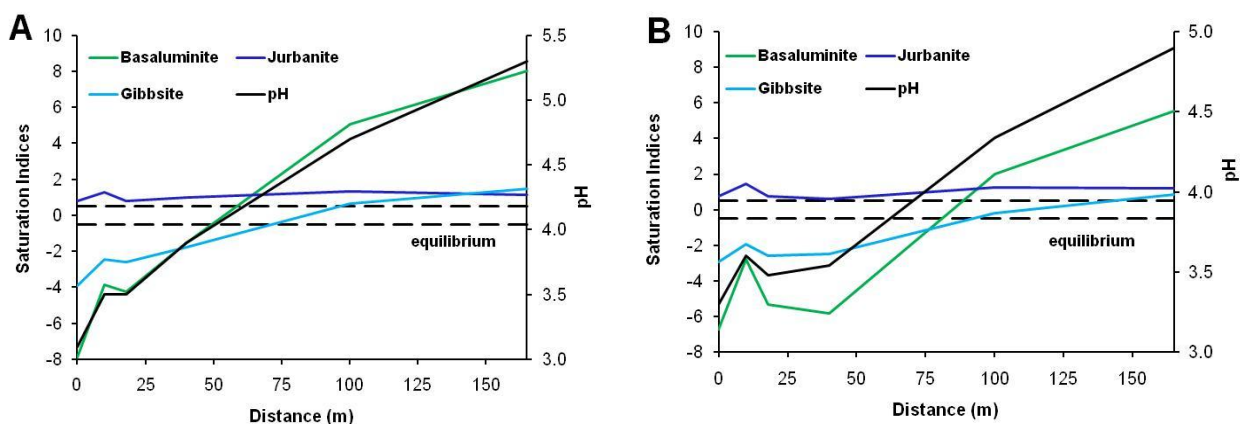 A
Saturation Indices
10
8
6
4
2
0
-2
-4
-6
-8
Basaluminite
Jurbanite
Gibbsite
pH
equilibrium
5.5
5.0
4.5
4.0
3.5
3.0
pH
0 25 50 75 100 125 150
Distance (m)
B
Saturation Indices
10
8
6
4
2
0
-2
-4
-6
-8
Basaluminite
Jurbanite
Gibbsite
pH
equilibrium
5.0
4.5
4.0
3.5
3.0
pH
0 25 50 75 100 125 150
Distance (m)